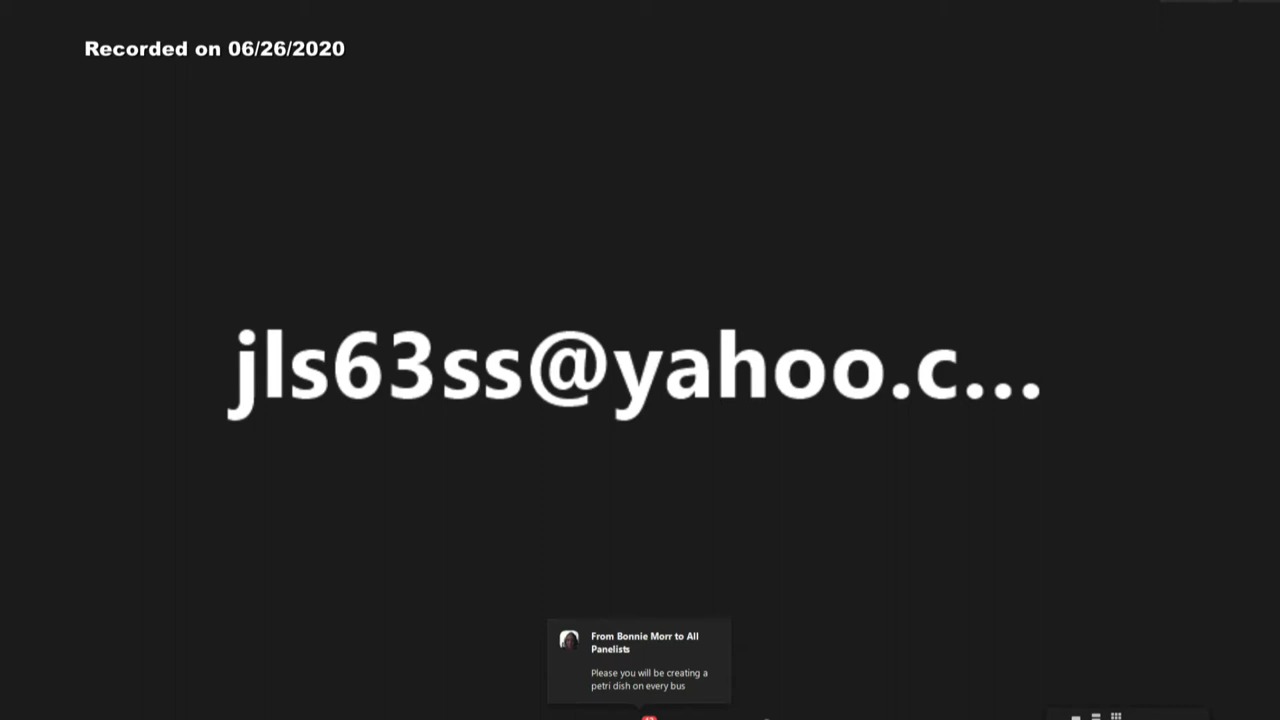 Recorded on 06/26/2020
jls63ss@yahoo.c...
From Bonnie Morr to All
Panelists
Please you will be creating a
petri dish on every bus